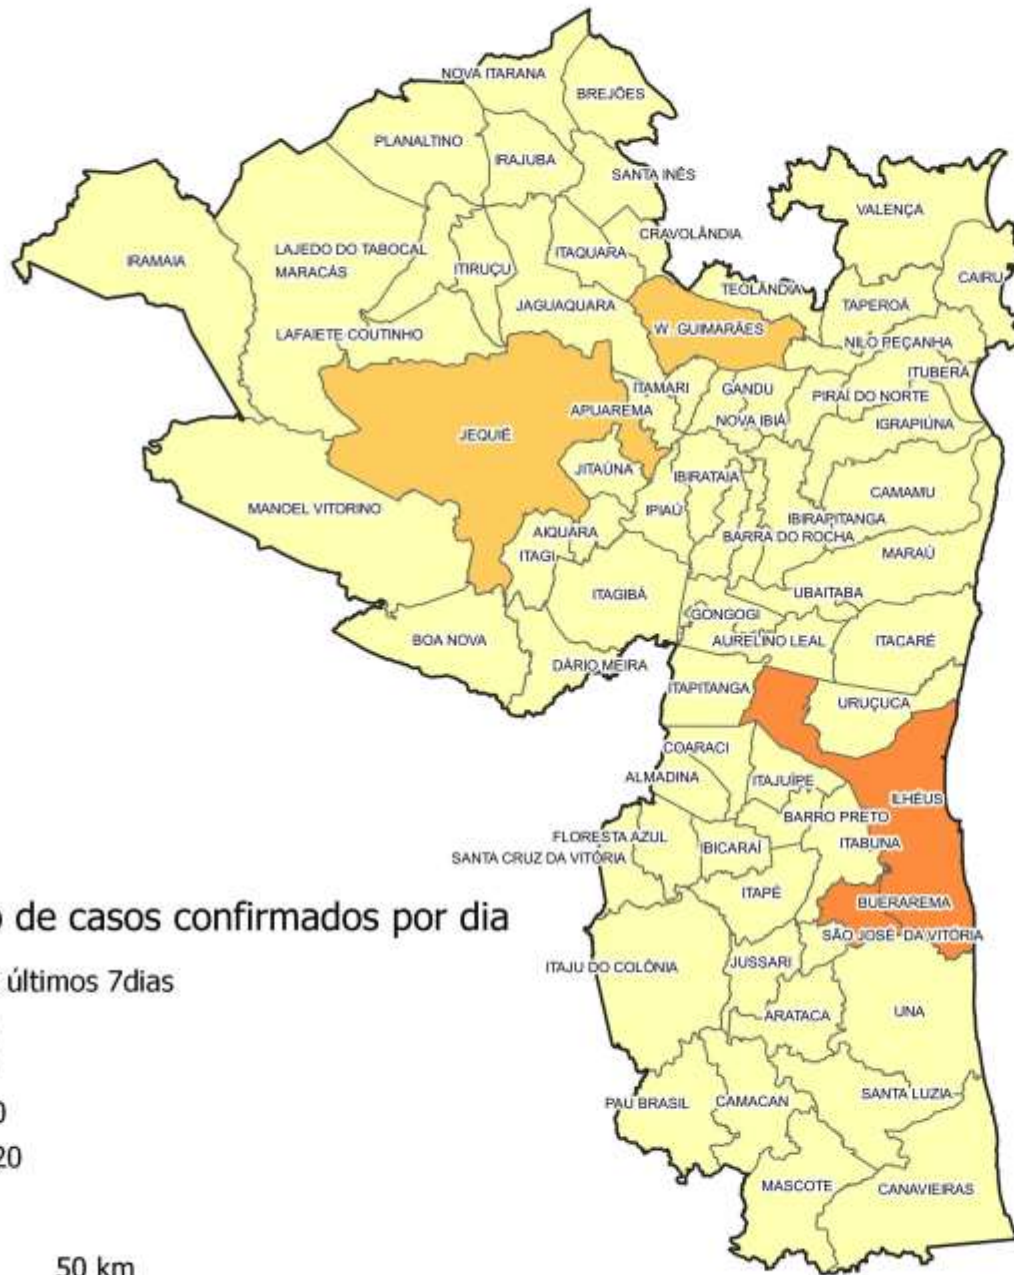 NOVA ITARANA
BREJÕES
PLANALTINO
IRAJUBA
SANTA INÊS
VALENÇA
CRAVOLÂNDIA
LAJEDO DO TABOCAL
ITAQUARA
IRAMAIA
MARACÁS
ITIRUÇU
CAIRU
TEOLÂNDIA
JAGUAQUARA
TAPEROÁ
W. GUIMARÃES
LAFAIETE COUTINHO
NILO PEÇANHA
ITUBERÁ
ITAMARI
GANDU
PIRAÍ DO NORTE
APUAREMA
NOVA IBIÁ
IGRAPIÚNA
JEQUIÉ
JITAÚNA
IBIRATAIA
CAMAMU
MANOEL VITORINO
IPIAÚ
IBIRAPITANGA
AIQUARA
BARRA DO ROCHA
ITAGI
MARAÚ
ITAGIBÁ
UBAITABA
GONGOGI
BOA NOVA
AURELINO LEAL
ITACARÉ
DÁRIO MEIRA
ITAPITANGA
URUÇUCA
COARACI
ALMADINA
ITAJUÍPE
ILHÉUS
BARRO PRETO
FLORESTA AZUL
IBICARAÍ
ITABUNA
SANTA CRUZ DA VITÓRIA
ITAPÉ
BUERAREMA
de casos confirmados por dia
SÃO JOSÉ DA VITÓRIA
ITAJU DO COLÔNIA
JUSSARI
últimos 7dias
ARATACA
UNA
SANTA LUZIA
PAU BRASIL
CAMACAN
20
MASCOTE
CANAVIEIRAS
50 km